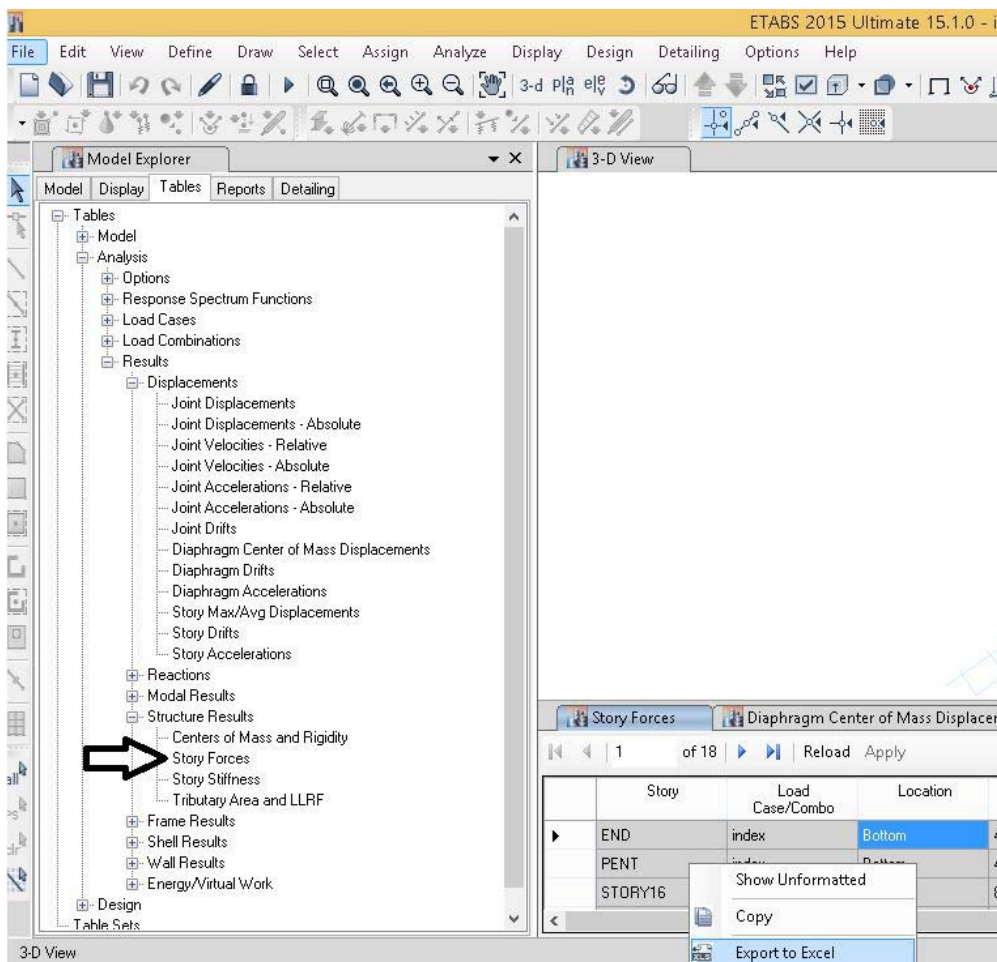 ETABS 2015 Ultimate 15.1.0 - i
File Edit View Define Draw Select Assign Analyze Display Design Detailing Options Help
3-d
Model Explorer
Model Display Tables Reports Detailing
Tables
Model
Analysis
Options
Response Spectrum Functions
Load Cases
Load Combinations
Results
Displacements
Joint Displacements
Joint Displacements - Absolute
Joint Velocities - Relative
Joint Velocities - Absolute
Joint Accelerations - Relative
Joint Accelerations - Absolute
Joint Drifts
Diaphragm Center of Mass Displacements
Diaphragm Drifts
Diaphragm Accelerations
Story Max/Avg Displacements
Story Drifts
Story Accelerations
Reactions
Modal Results
Structure Results
Centers of Mass and Rigidity
Story Forces
Story Stiffness
Tributary Area and LLRF
Frame Results
Shell Results
Wall Results
Energy/Virtual Work
Design
Table Sets
3-D View
3-D View
Story Forces Diaphragm Center of Mass Displacer
1 of 18 Reload Apply
Story Load Case/Combo Location
END index Bottom 4
PENT index Bottom 4
STORY16 8
Show Unformatted
Copy
Export to Excel